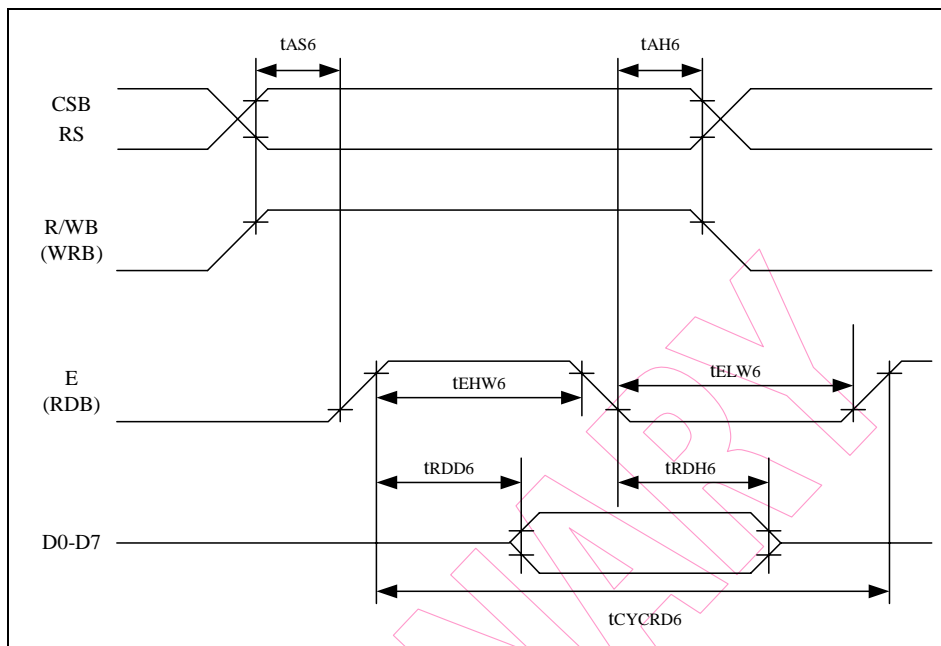 tAS6
tAH6
CSB
RS
R/WB
(WRB)
E
(RDB)
tEHW6
tELW6
tRDD6
tRDH6
D0-D7
tCYCRD6